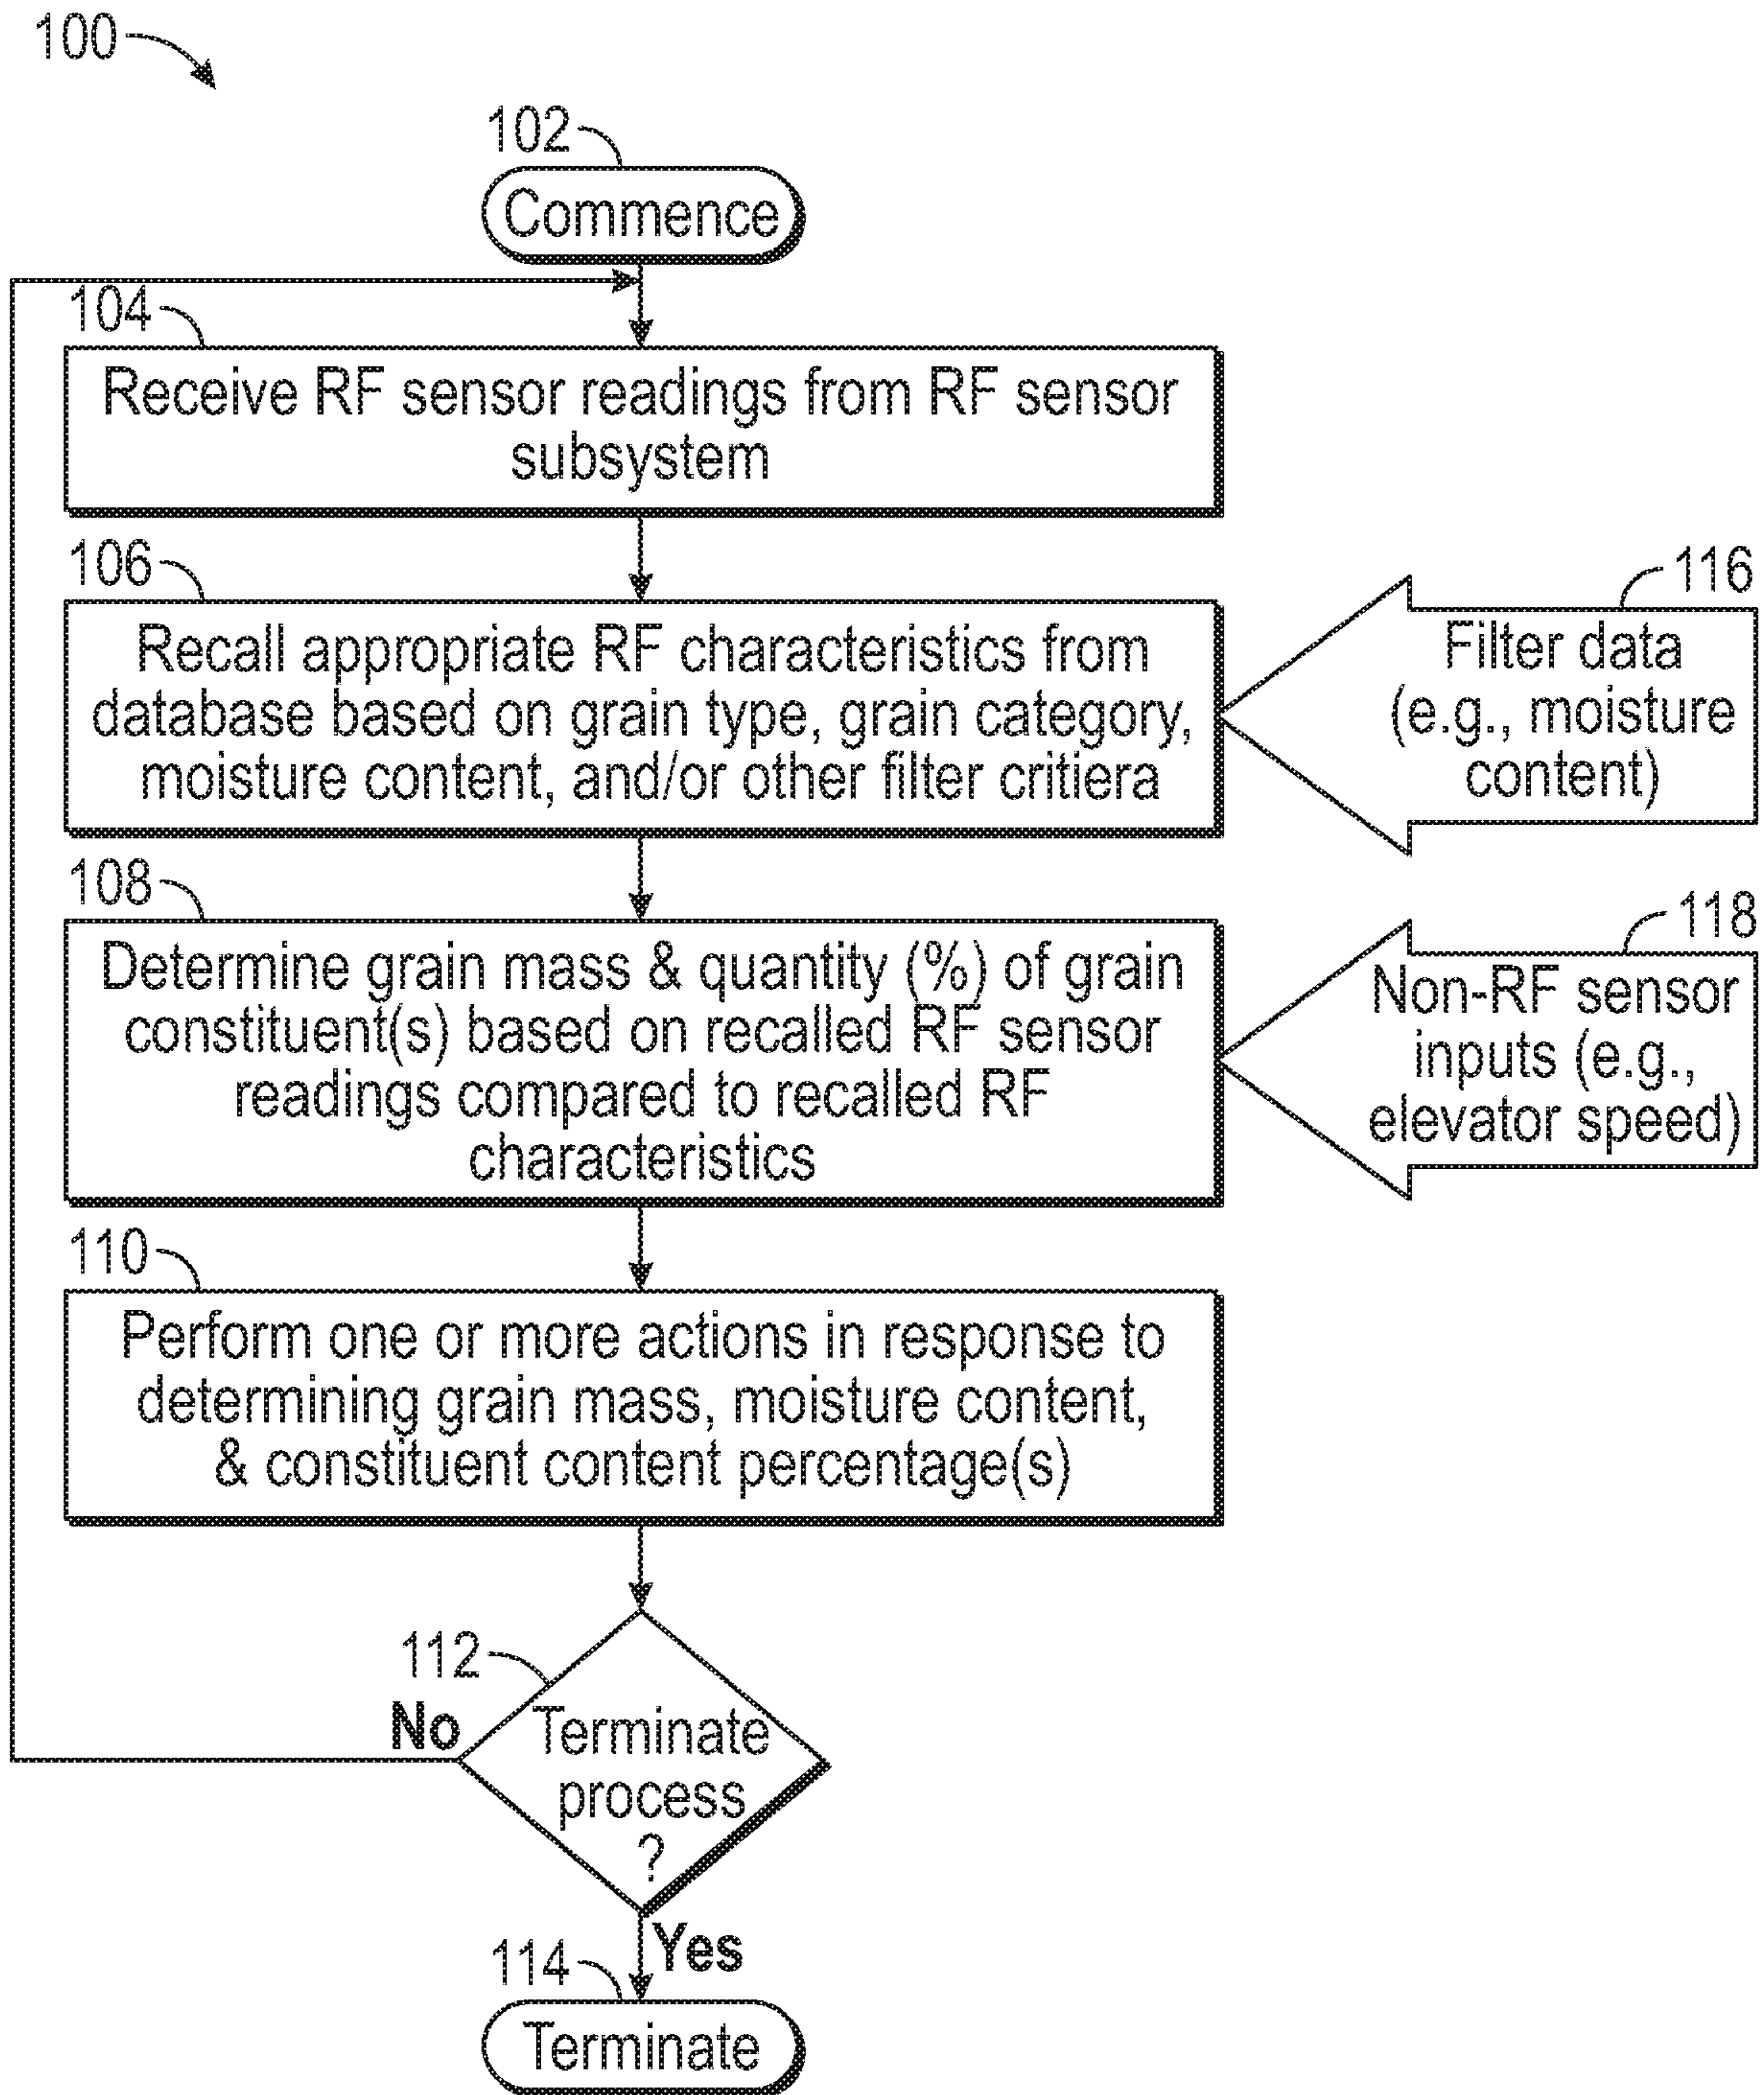 100
102
Commence
104
Receive RF sensor readings from RF sensor
subsystem
106
Recall appropriate RF characteristics from
database based on grain type, grain category,
moisture content, and/or other filter critiera
116
Filter data
(e.g., moisture
content)
108
Determine grain mass & quantity (%) of grain
constituent(s) based on recalled RF sensor
readings compared to recalled RF
characteristics
118
Non-RF sensor
inputs (e.g.,
elevator speed)
110
Perform one or more actions in response to
determining grain mass, moisture content,
& constituent content percentage(s)
112
No
Terminate
process
?
Yes
114
Terminate